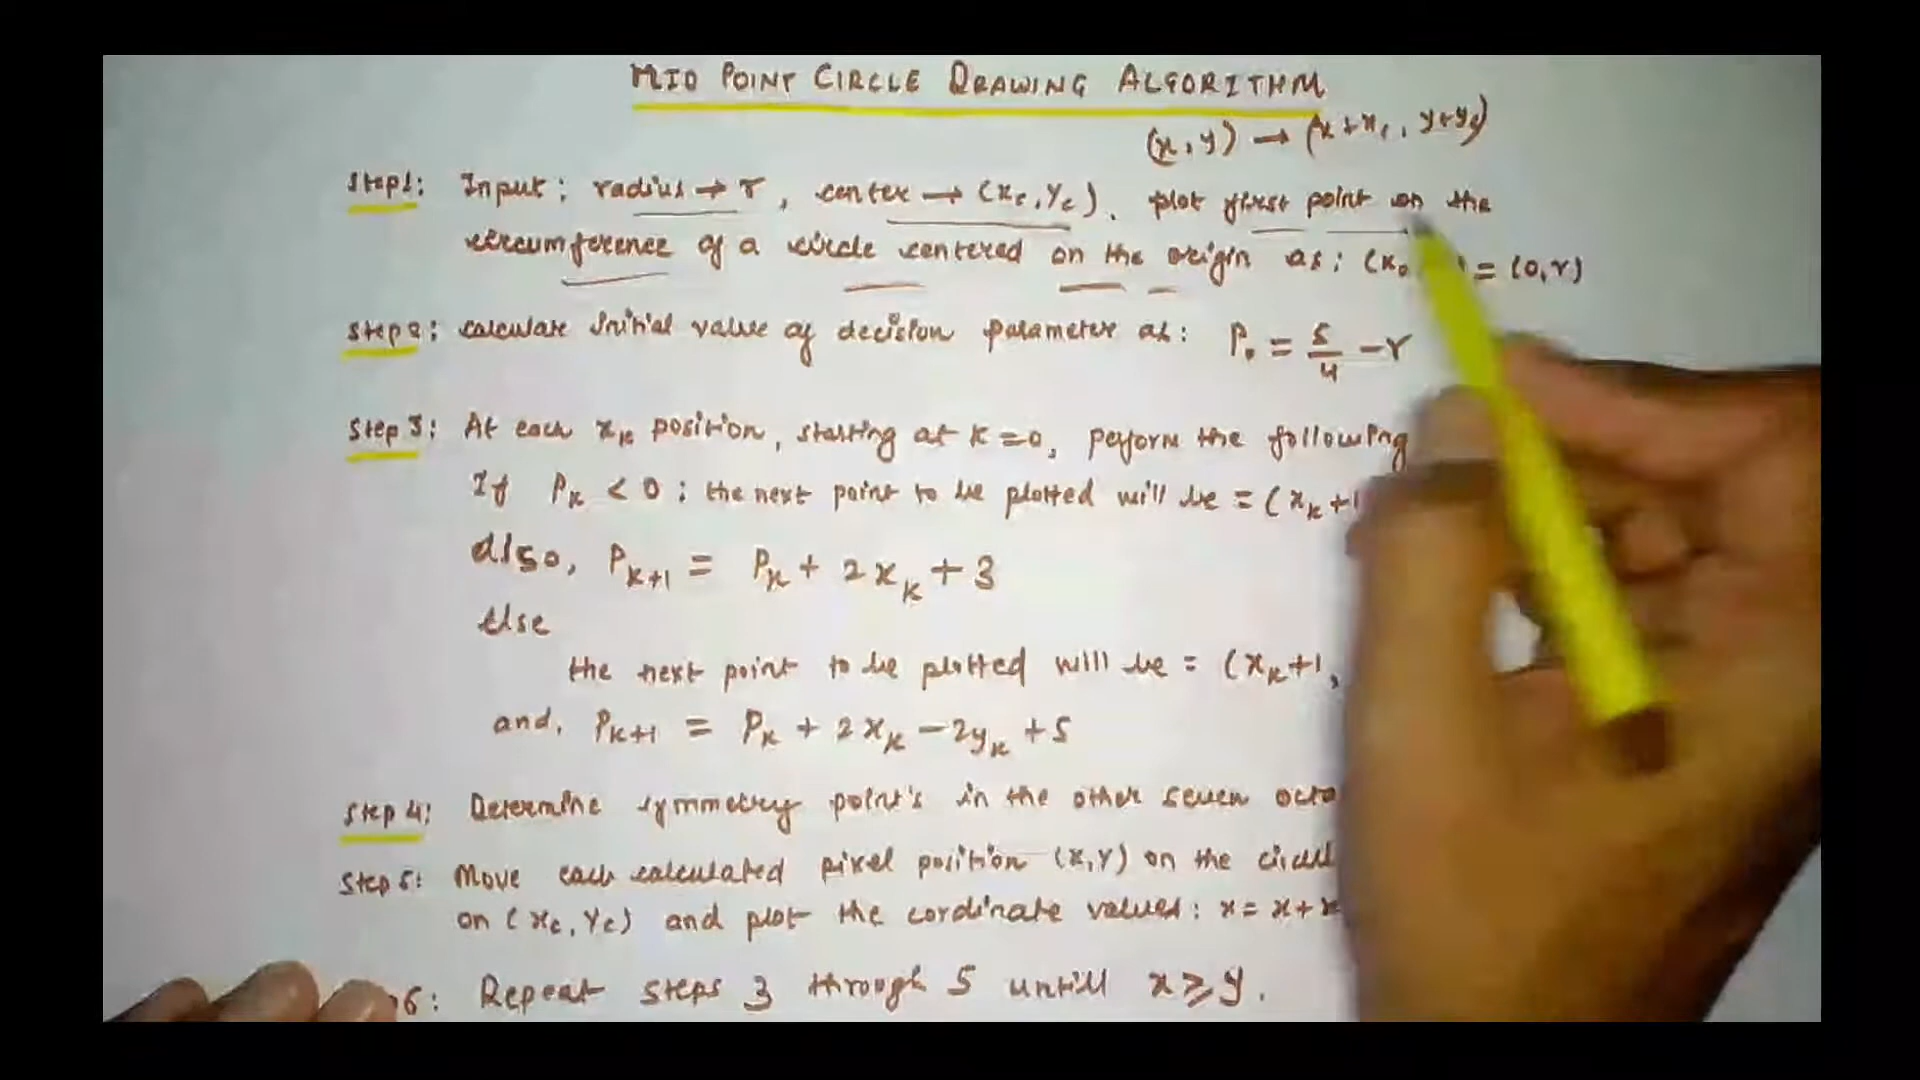 MID POINT CIRCLE DRAWING ALGORITHM
(x, y) → (x + xc, y + yc)
Step1: Input: radius → r, center → (xc, yc). plot first point on the
circumference of a circle centered on the origin as: (x0 ) = (0, r)
Step 2: calculate initial value of decision parameter as: P0 = 5/4 - r
Step 3: At each xk position, starting at K = 0, perform the following
If Pk < 0 : the next point to be plotted will be = (xk+1
also, Pk+1 = Pk + 2xk + 3
Else
the next point to be plotted will be = (xk+1,
and, Pk+1 = Pk + 2xk - 2yk + 5
Step 4: Determine symmetry point's in the other seven octa
Step 5: Move each calculated pixel position (x, y) on the circul
on (xc, yc) and plot the cordinate values: x = x + x
6: Repeat steps 3 through 5 untill x ≥ y.